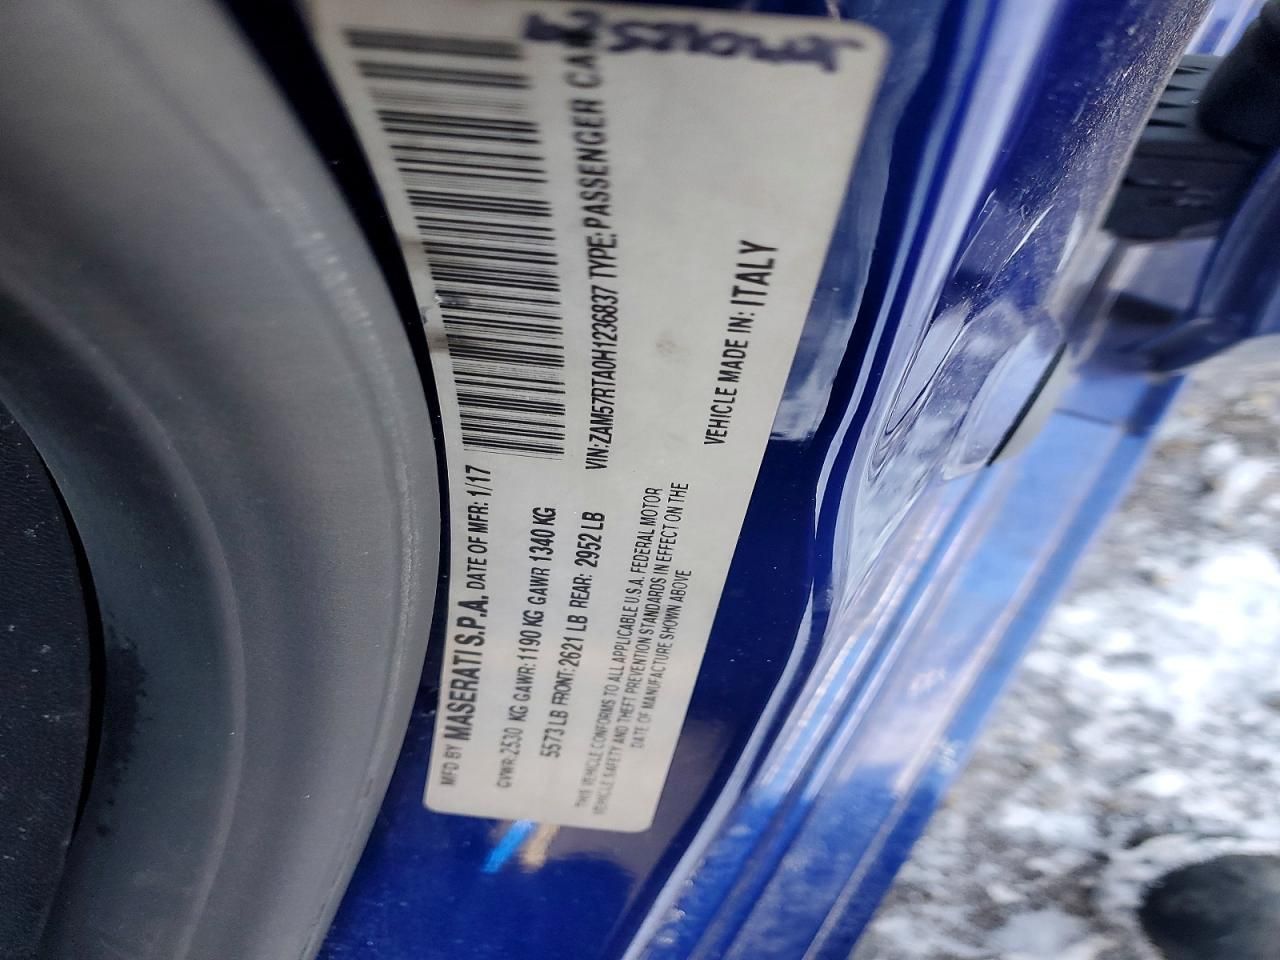 MFD BY MASERATI S.P.A. DATE OF MFR: 1/17
GVWR:2530 KG GAWR:1190 KG GAWR 1340 KG
5573 LB FRONT:2621 LB REAR: 2952 LB
VIN:ZAM57RTA0H1236837 TYPE:PASSENGER CAR
THIS VEHICLE CONFORMS TO ALL APPLICABLE U.S.A. FEDERAL MOTOR
VEHICLE SAFETY AND THEFT PREVENTION STANDARDS IN EFFECT ON THE
DATE OF MANUFACTURE SHOWN ABOVE
VEHICLE MADE IN: ITALY